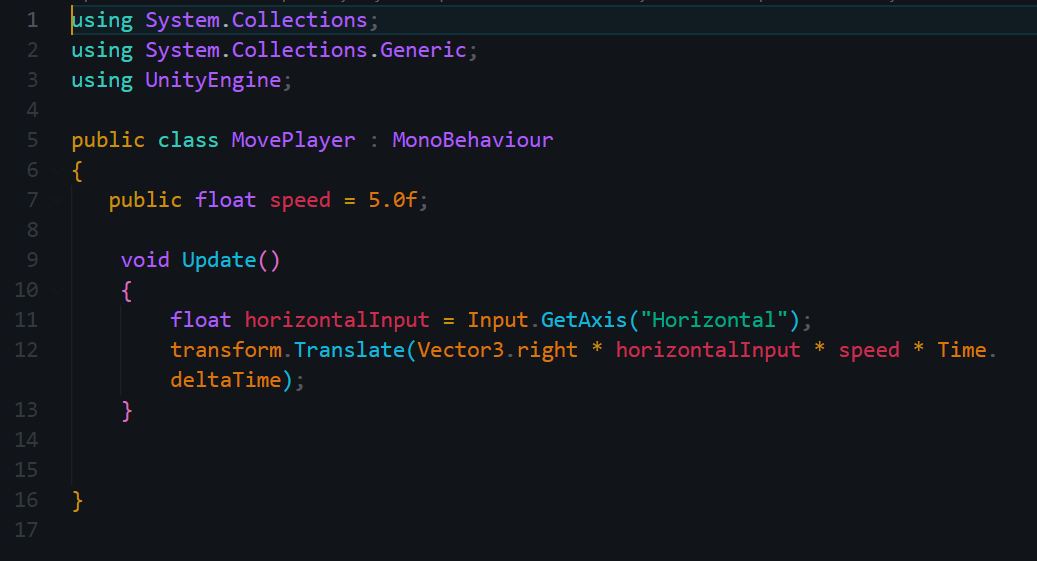 1 using System.Collections;
2 using System.Collections.Generic;
3 using UnityEngine;
4
5 public class MovePlayer : MonoBehaviour
6 {
7 public float speed = 5.0f;
8
9 void Update()
10 {
11 float horizontalInput = Input.GetAxis("Horizontal");
12 transform.Translate(Vector3.right * horizontalInput * speed * Time.
deltaTime);
13 }
14
15
16 }
17